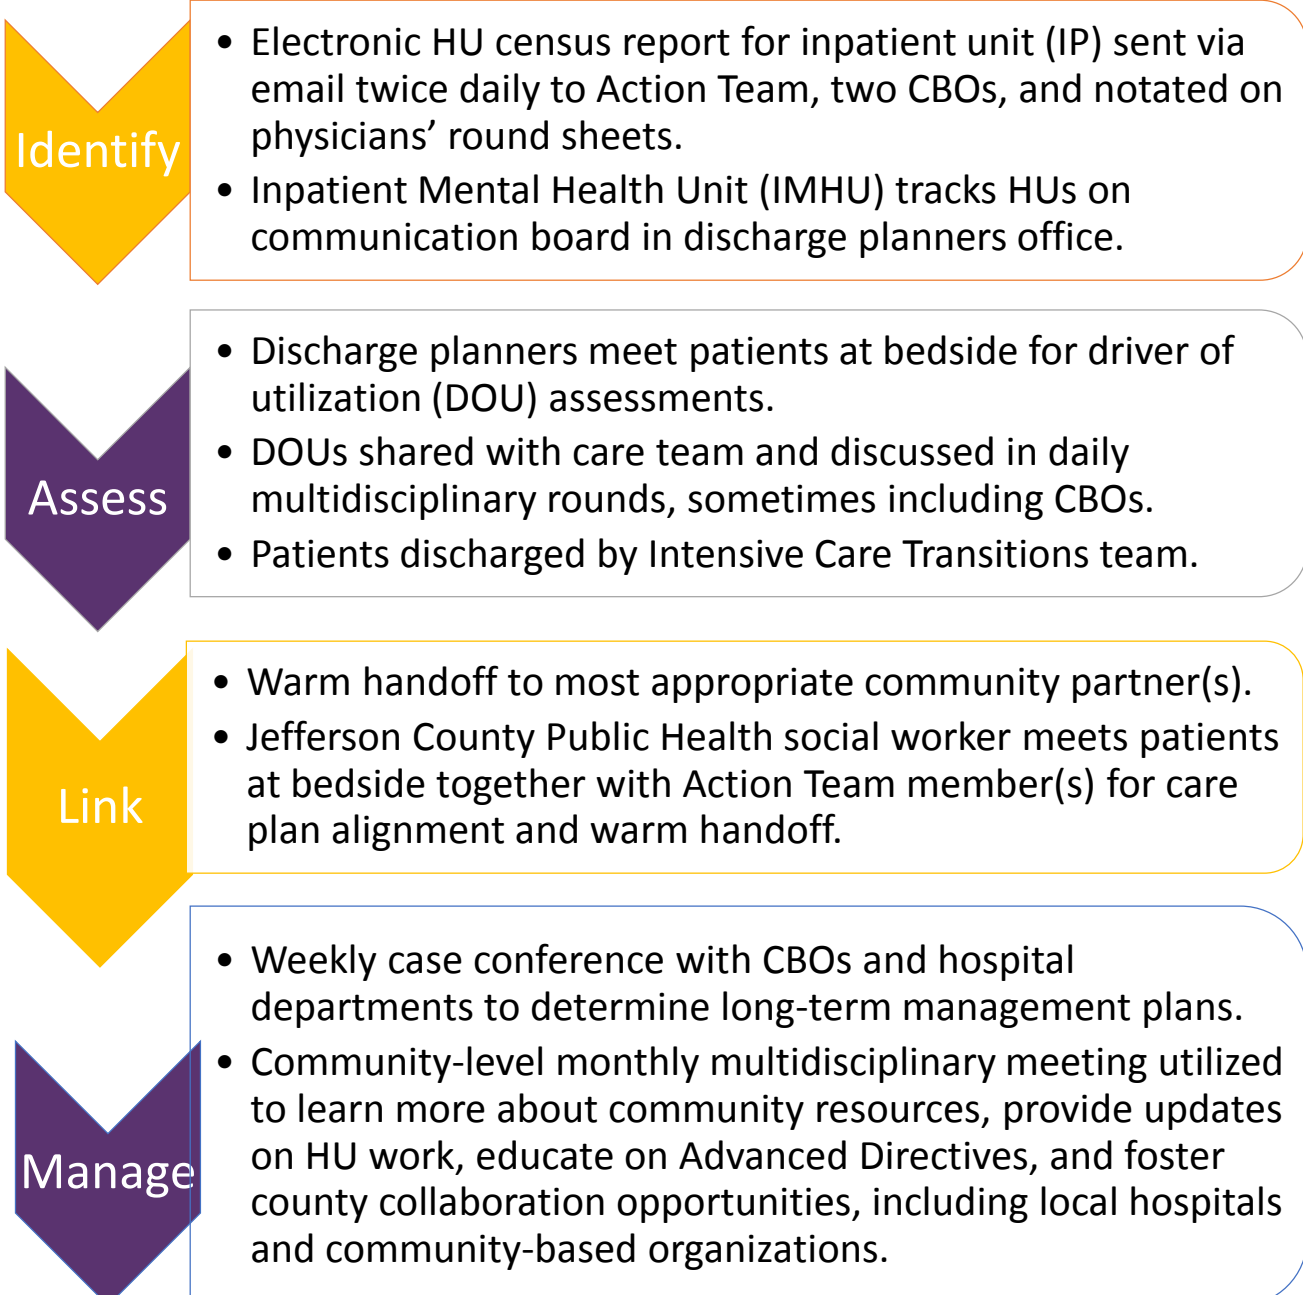 Identify
• Electronic HU census report for inpatient unit (IP) sent via
email twice daily to Action Team, two CBOs, and notated on
physicians’ round sheets.
• Inpatient Mental Health Unit (IMHU) tracks HUs on
communication board in discharge planners office.
Assess
• Discharge planners meet patients at bedside for driver of
utilization (DOU) assessments.
• DOUs shared with care team and discussed in daily
multidisciplinary rounds, sometimes including CBOs.
• Patients discharged by Intensive Care Transitions team.
Link
• Warm handoff to most appropriate community partner(s).
• Jefferson County Public Health social worker meets patients
at bedside together with Action Team member(s) for care
plan alignment and warm handoff.
Manage
• Weekly case conference with CBOs and hospital
departments to determine long-term management plans.
• Community-level monthly multidisciplinary meeting utilized
to learn more about community resources, provide updates
on HU work, educate on Advanced Directives, and foster
county collaboration opportunities, including local hospitals
and community-based organizations.